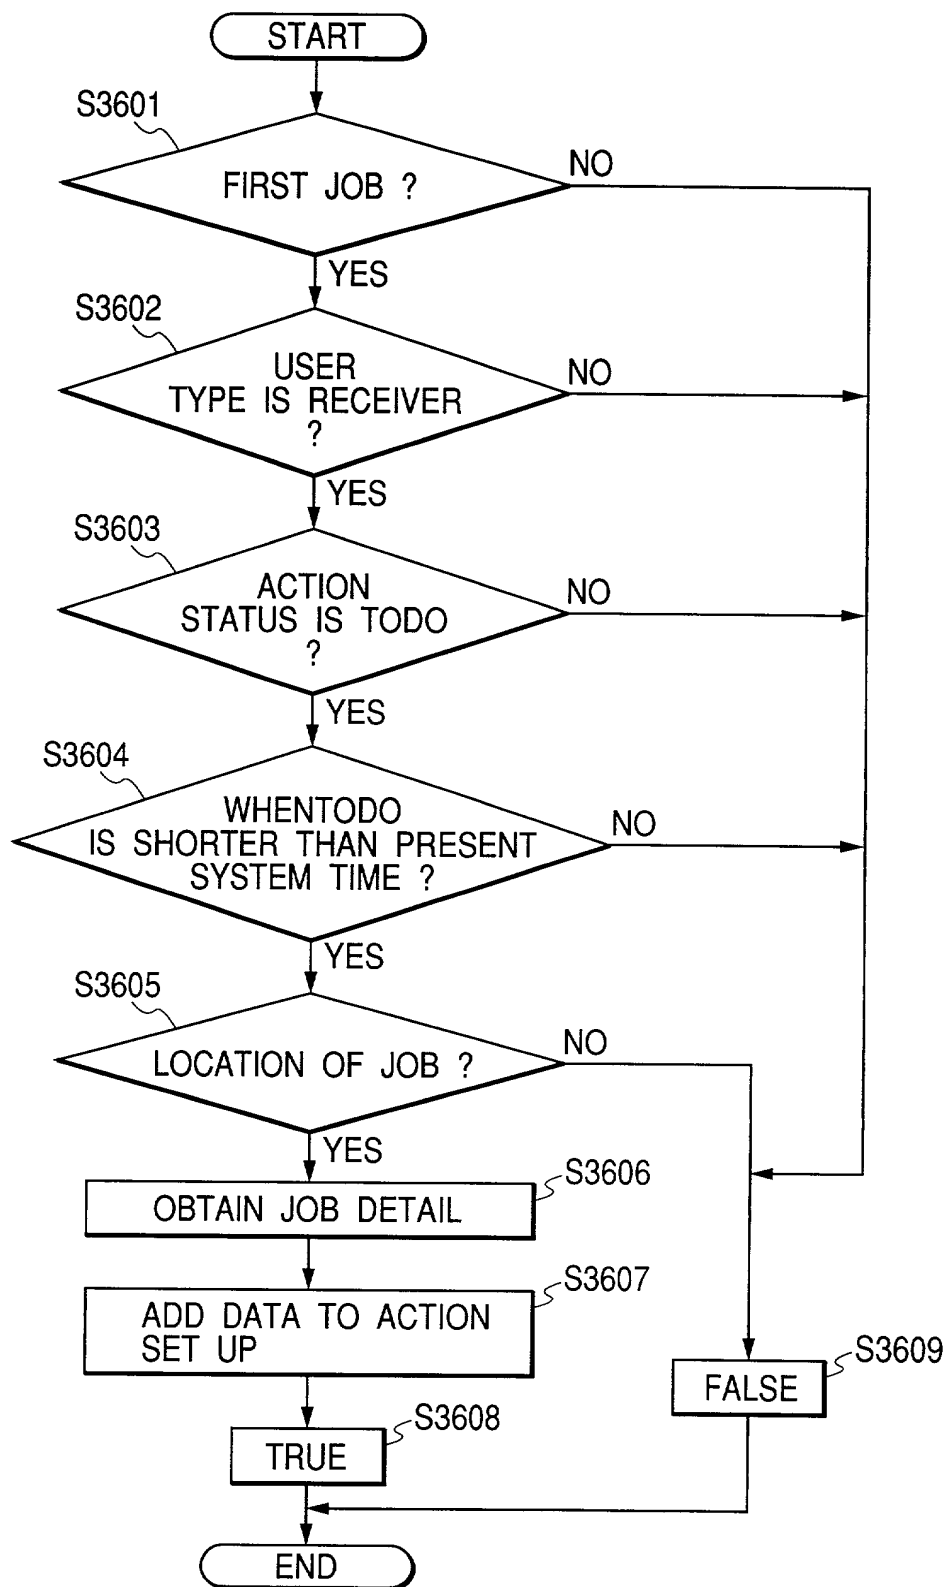 START
S3601
FIRST JOB ?
NO
YES
S3602
USER
TYPE IS RECEIVER
?
NO
YES
S3603
ACTION
STATUS IS TODO
?
NO
YES
S3604
WHENTODO
IS SHORTER THAN PRESENT
SYSTEM TIME ?
NO
YES
S3605
LOCATION OF JOB ?
NO
YES
S3606
OBTAIN JOB DETAIL
S3607
ADD DATA TO ACTION
SET UP
S3609
FALSE
S3608
TRUE
END